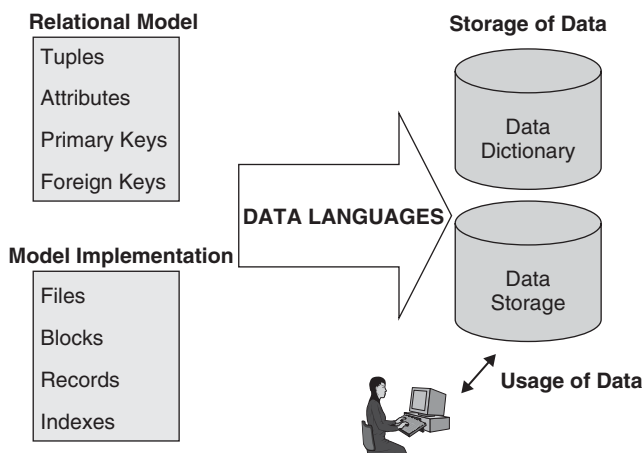 Relational Model
Tuples
Attributes
Primary Keys
Foreign Keys
Model Implementation
Files
Blocks
Records
Indexes
DATA LANGUAGES
Storage of Data
Data
Dictionary
Data
Storage
Usage of Data